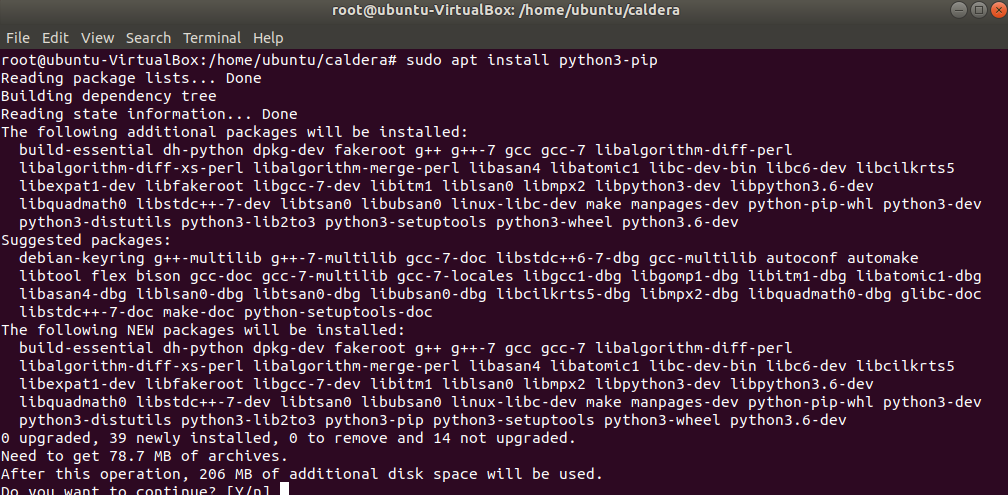 root@ubuntu-VirtualBox: /home/ubuntu/caldera
File Edit View Search Terminal Help
root@ubuntu-VirtualBox:/home/ubuntu/caldera# sudo apt install python3-pip
Reading package lists... Done
Building dependency tree
Reading state information... Done
The following additional packages will be installed:
  build-essential dh-python dpkg-dev fakeroot g++ g++-7 gcc gcc-7 libalgorithm-diff-perl
  libalgorithm-diff-xs-perl libalgorithm-merge-perl libasan4 libatomic1 libc-dev-bin libc6-dev libcilkrts5
  libexpat1-dev libfakeroot libgcc-7-dev libitm1 liblsan0 libmpx2 libpython3-dev libpython3.6-dev
  libquadmath0 libstdc++-7-dev libtsan0 libubsan0 linux-libc-dev make manpages-dev python-pip-whl python3-dev
  python3-distutils python3-lib2to3 python3-setuptools python3-wheel python3.6-dev
Suggested packages:
  debian-keyring g++-multilib g++-7-multilib gcc-7-doc libstdc++6-7-dbg gcc-multilib autoconf automake
  libtool flex bison gcc-doc gcc-7-multilib gcc-7-locales libgcc1-dbg libgomp1-dbg libitm1-dbg libatomic1-dbg
  libasan4-dbg liblsan0-dbg libtsan0-dbg libubsan0-dbg libcilkrts5-dbg libmpx2-dbg libquadmath0-dbg glibc-doc
  libstdc++-7-doc make-doc python-setuptools-doc
The following NEW packages will be installed:
  build-essential dh-python dpkg-dev fakeroot g++ g++-7 gcc gcc-7 libalgorithm-diff-perl
  libalgorithm-diff-xs-perl libalgorithm-merge-perl libasan4 libatomic1 libc-dev-bin libc6-dev libcilkrts5
  libexpat1-dev libfakeroot libgcc-7-dev libitm1 liblsan0 libmpx2 libpython3-dev libpython3.6-dev
  libquadmath0 libstdc++-7-dev libtsan0 libubsan0 linux-libc-dev make manpages-dev python-pip-whl python3-dev
  python3-distutils python3-lib2to3 python3-pip python3-setuptools python3-wheel python3.6-dev
0 upgraded, 39 newly installed, 0 to remove and 14 not upgraded.
Need to get 78.7 MB of archives.
After this operation, 206 MB of additional disk space will be used.
Do you want to continue? [Y/n]